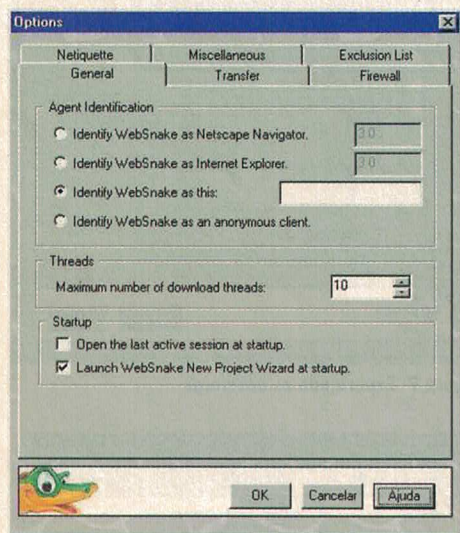 Options
Netiquette Miscellaneous Exclusion List
General Transfer Firewall
Agent Identification
Identify WebSnake as Netscape Navigator. 3.0
Identify WebSnake as Internet Explorer. 3.0
Identify WebSnake as this:
Identify WebSnake as an anonymous client.
Threads
Maximum number of download threads: 10
Startup
Open the last active session at startup.
Launch WebSnake New Project Wizard at startup.
OK Cancelar Ajuda